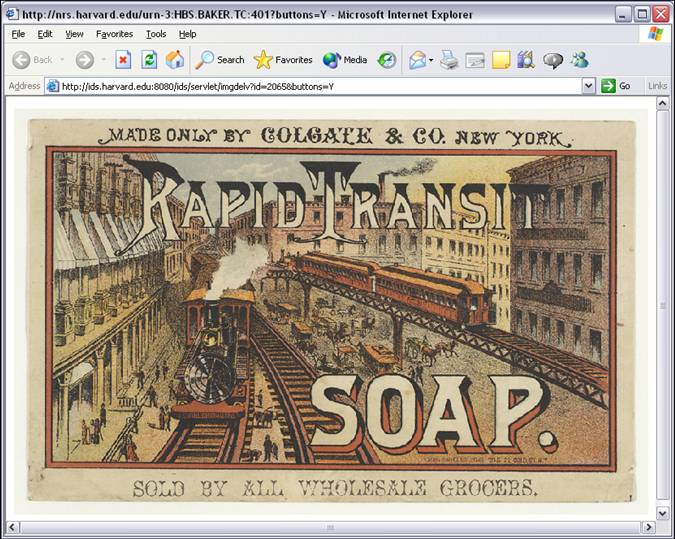 http://nrs.harvard.edu/urn-3:HBS.BAKER.TC:401?buttons=Y - Microsoft Internet Explorer
File Edit View Favorites Tools Help
Back Search Favorites Media
Address http://ids.harvard.edu:8080/ids/servlet/imgdelv?id=2065&buttons=Y Go Links
MADE ONLY BY COLGATE & CO. NEW YORK.
RAPID TRANSIT
SOAP.
SOLD BY ALL WHOLESALE GROCERS.